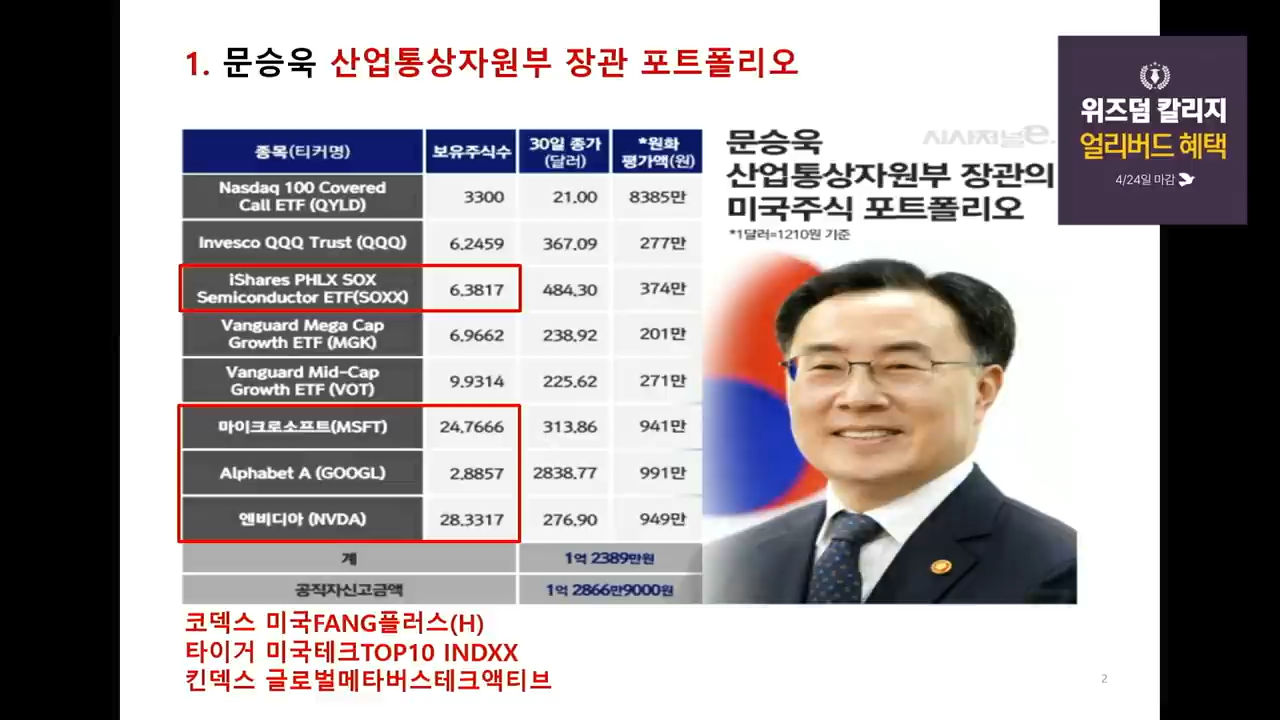 1. 문승욱 산업통상자원부 장관 포트폴리오
위즈덤 칼리지
얼리버드 혜택
4/24일 마감
시사저널e.
문승욱
산업통상자원부 장관의
미국주식 포트폴리오
*1달러=1210원 기준
종목(티커명) 보유주식수 30일 종가 (달러) *원화 평가액(원)
Nasdaq 100 Covered
Call ETF (QYLD) 3300 21.00 8385만
Invesco QQQ Trust (QQQ) 6.2459 367.09 277만
iShares PHLX SOX
Semiconductor ETF(SOXX) 6.3817 484.30 374만
Vanguard Mega Cap
Growth ETF (MGK) 6.9662 238.92 201만
Vanguard Mid-Cap
Growth ETF (VOT) 9.9314 225.62 271만
마이크로소프트(MSFT) 24.7666 313.86 941만
Alphabet A (GOOGL) 2.8857 2838.77 991만
엔비디아 (NVDA) 28.3317 276.90 949만
계 1억 2389만원
공직자신고금액 1억 2866만9000원
코덱스 미국FANG플러스(H)
타이거 미국테크TOP10 INDXX
킨덱스 글로벌메타버스테크액티브
2